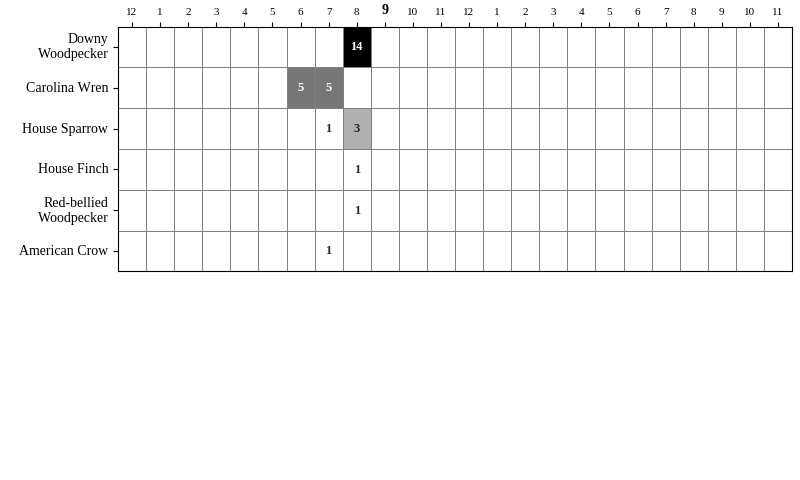 12 1 2 3 4 5 6 7 8 9 10 11 12 1 2 3 4 5 6 7 8 9 10 11
Downy
Woodpecker 14
Carolina Wren 5 5
House Sparrow 1 3
House Finch 1
Red-bellied
Woodpecker 1
American Crow 1